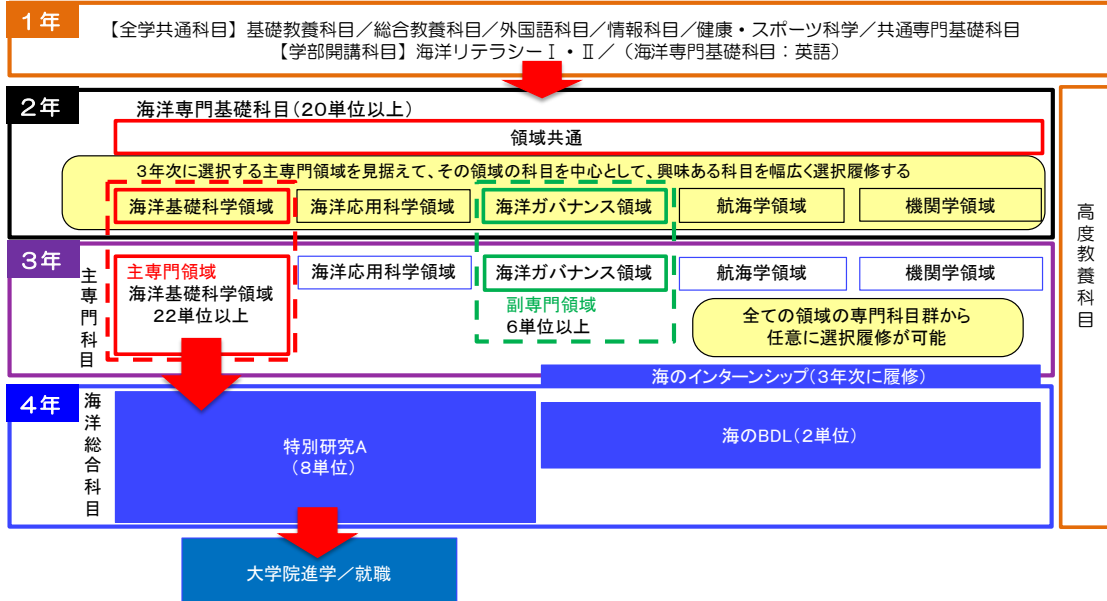 1年
【全学共通科目】基礎教養科目/総合教養科目/外国語科目/情報科目/健康・スポーツ科学/共通専門基礎科目
【学部開講科目】海洋リテラシーⅠ・Ⅱ/(海洋専門基礎科目:英語)
2年
海洋専門基礎科目(20単位以上)
領域共通
3年次に選択する主専門領域を見据えて、その領域の科目を中心として、興味ある科目を幅広く選択履修する
海洋基礎科学領域
海洋応用科学領域
海洋ガバナンス領域
航海学領域
機関学領域
高度教養科目
3年
主専門科目
主専門領域
海洋基礎科学領域
22単位以上
海洋応用科学領域
海洋ガバナンス領域
副専門領域
6単位以上
航海学領域
機関学領域
全ての領域の専門科目群から
任意に選択履修が可能
海のインターンシップ(3年次に履修)
4年
海洋総合科目
特別研究A
(8単位)
海のBDL(2単位)
大学院進学/就職